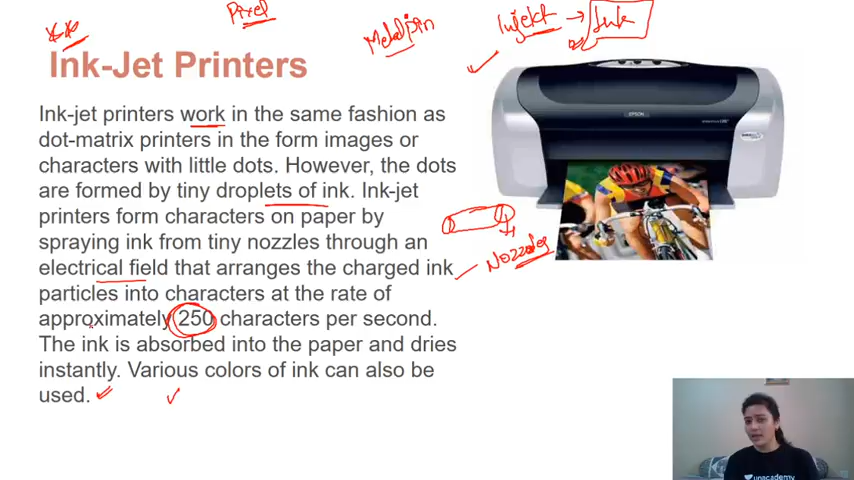 Pixel
Metal pin
Injekt → Ink
Ink-Jet Printers
Ink-jet printers work in the same fashion as
dot-matrix printers in the form images or
characters with little dots. However, the dots
are formed by tiny droplets of ink. Ink-jet
printers form characters on paper by
spraying ink from tiny nozzles through an
electrical field that arranges the charged ink
particles into characters at the rate of
approximately 250 characters per second.
The ink is absorbed into the paper and dries
instantly. Various colors of ink can also be
used.
EPSON
unacademy